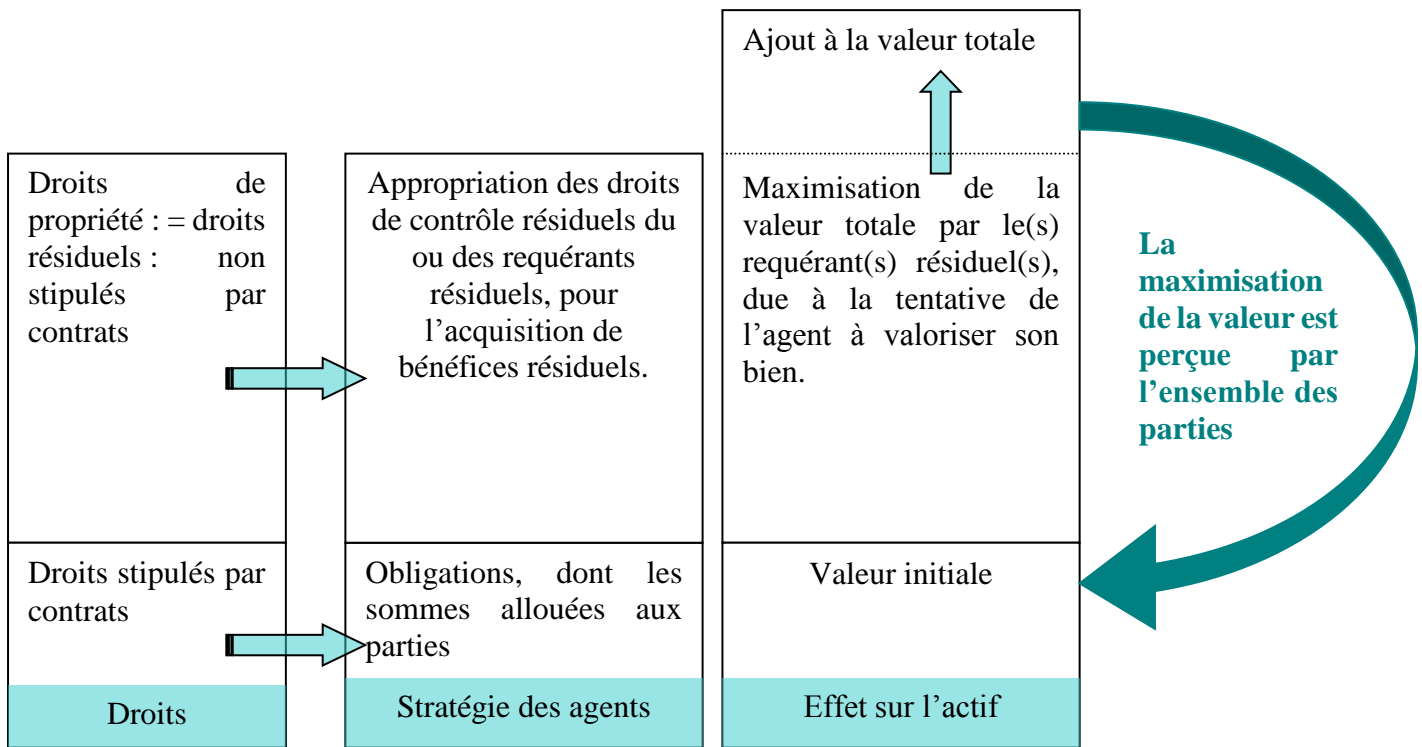 Ajout à la valeur totale
Droits de
propriété : = droits
résiduels : non
stipulés par
contrats
Appropriation des droits
de contrôle résiduels du
ou des requérants
résiduels, pour
l’acquisition de
bénéfices résiduels.
Maximisation de la
valeur totale par le(s)
requérant(s) résiduel(s),
due à la tentative de
l’agent à valoriser son
bien.
La
maximisation
de la valeur est
perçue par
l’ensemble des
parties
Droits stipulés par
contrats
Obligations, dont les
sommes allouées aux
parties
Valeur initiale
Droits
Stratégie des agents
Effet sur l’actif